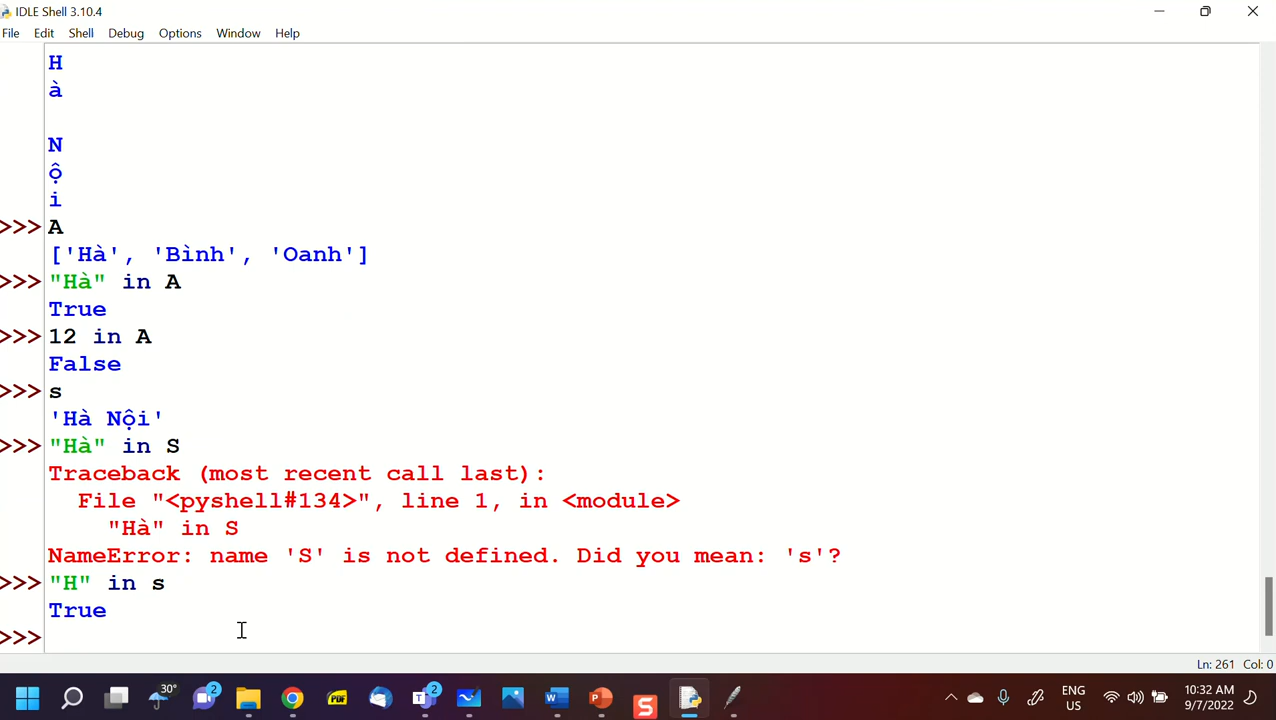 IDLE Shell 3.10.4
File Edit Shell Debug Options Window Help
H
à
N
ộ
i
>>> A
['Hà', 'Bình', 'Oanh']
>>> "Hà" in A
True
>>> 12 in A
False
>>> s
'Hà Nội'
>>> "Hà" in S
Traceback (most recent call last):
File "<pyshell#134>", line 1, in <module>
"Hà" in S
NameError: name 'S' is not defined. Did you mean: 's'?
>>> "H" in s
True
>>>
Ln: 261 Col: 0
30°
2
PDF
2
ENG
US
10:32 AM
9/7/2022